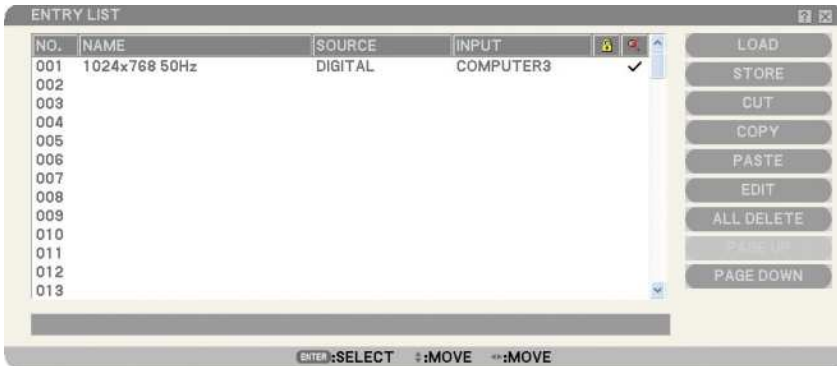 ENTRY LIST
NO. NAME SOURCE INPUT
001 1024x768 50Hz DIGITAL COMPUTER3
002
003
004
005
006
007
008
009
010
011
012
013
LOAD
STORE
CUT
COPY
PASTE
EDIT
ALL DELETE
PAGE UP
PAGE DOWN
ENTER:SELECT :MOVE :MOVE